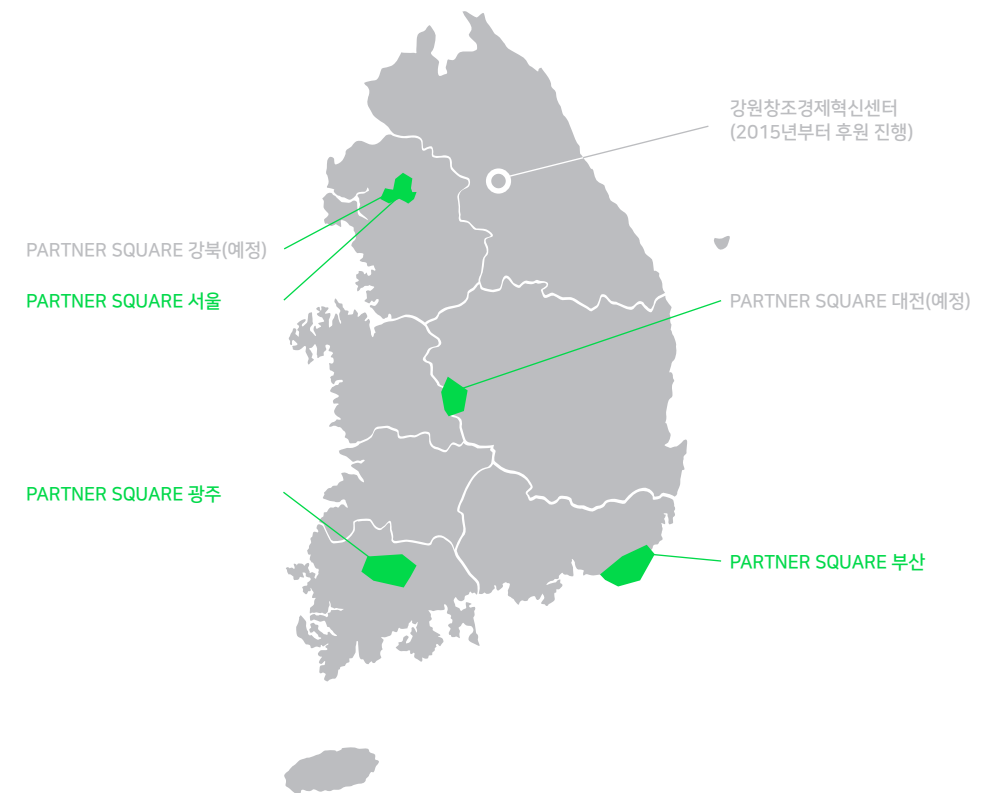 강원창조경제혁신센터
(2015년부터 후원 진행)
PARTNER SQUARE 강북(예정)
PARTNER SQUARE 서울
PARTNER SQUARE 대전(예정)
PARTNER SQUARE 광주
PARTNER SQUARE 부산